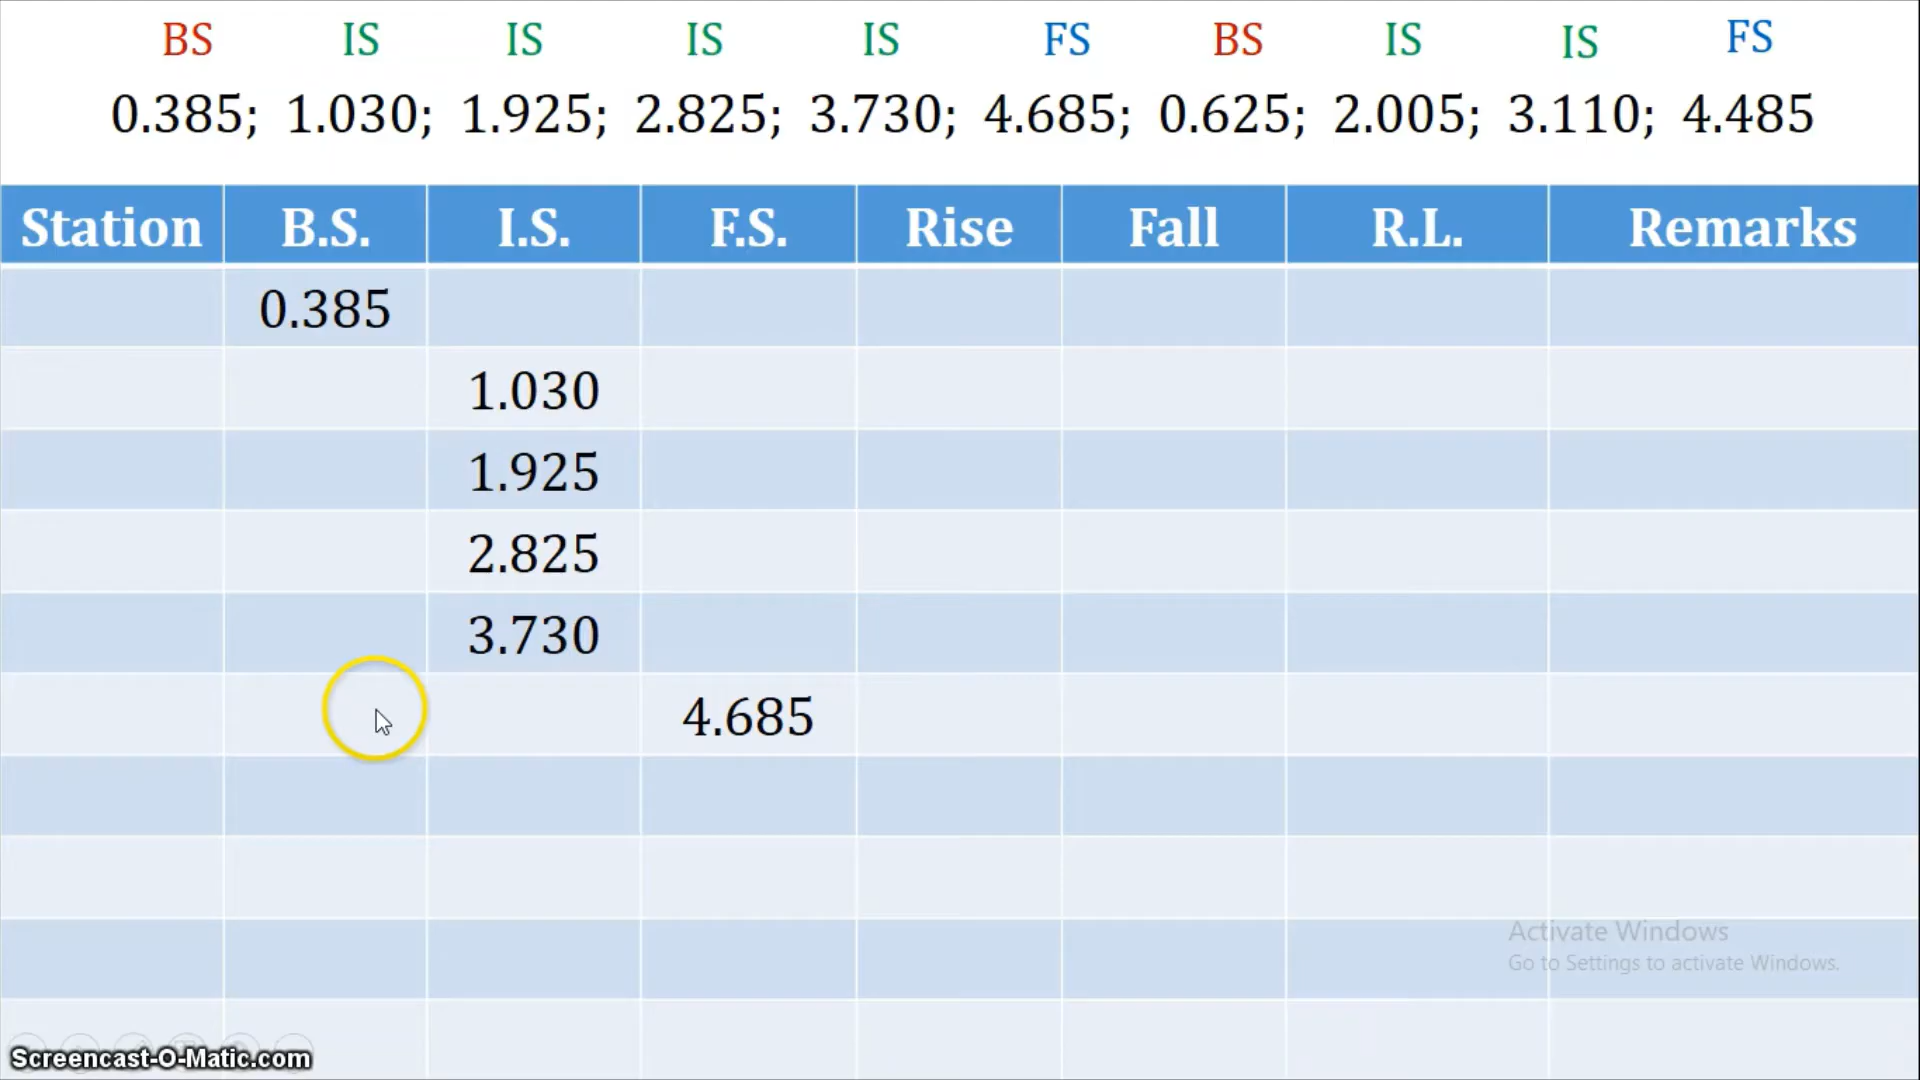 BS IS IS IS IS FS BS IS IS FS
0.385; 1.030; 1.925; 2.825; 3.730; 4.685; 0.625; 2.005; 3.110; 4.485
Station B.S. I.S. F.S. Rise Fall R.L. Remarks
0.385
1.030
1.925
2.825
3.730
4.685
Activate Windows
Go to Settings to activate Windows.
Screencast-O-Matic.com